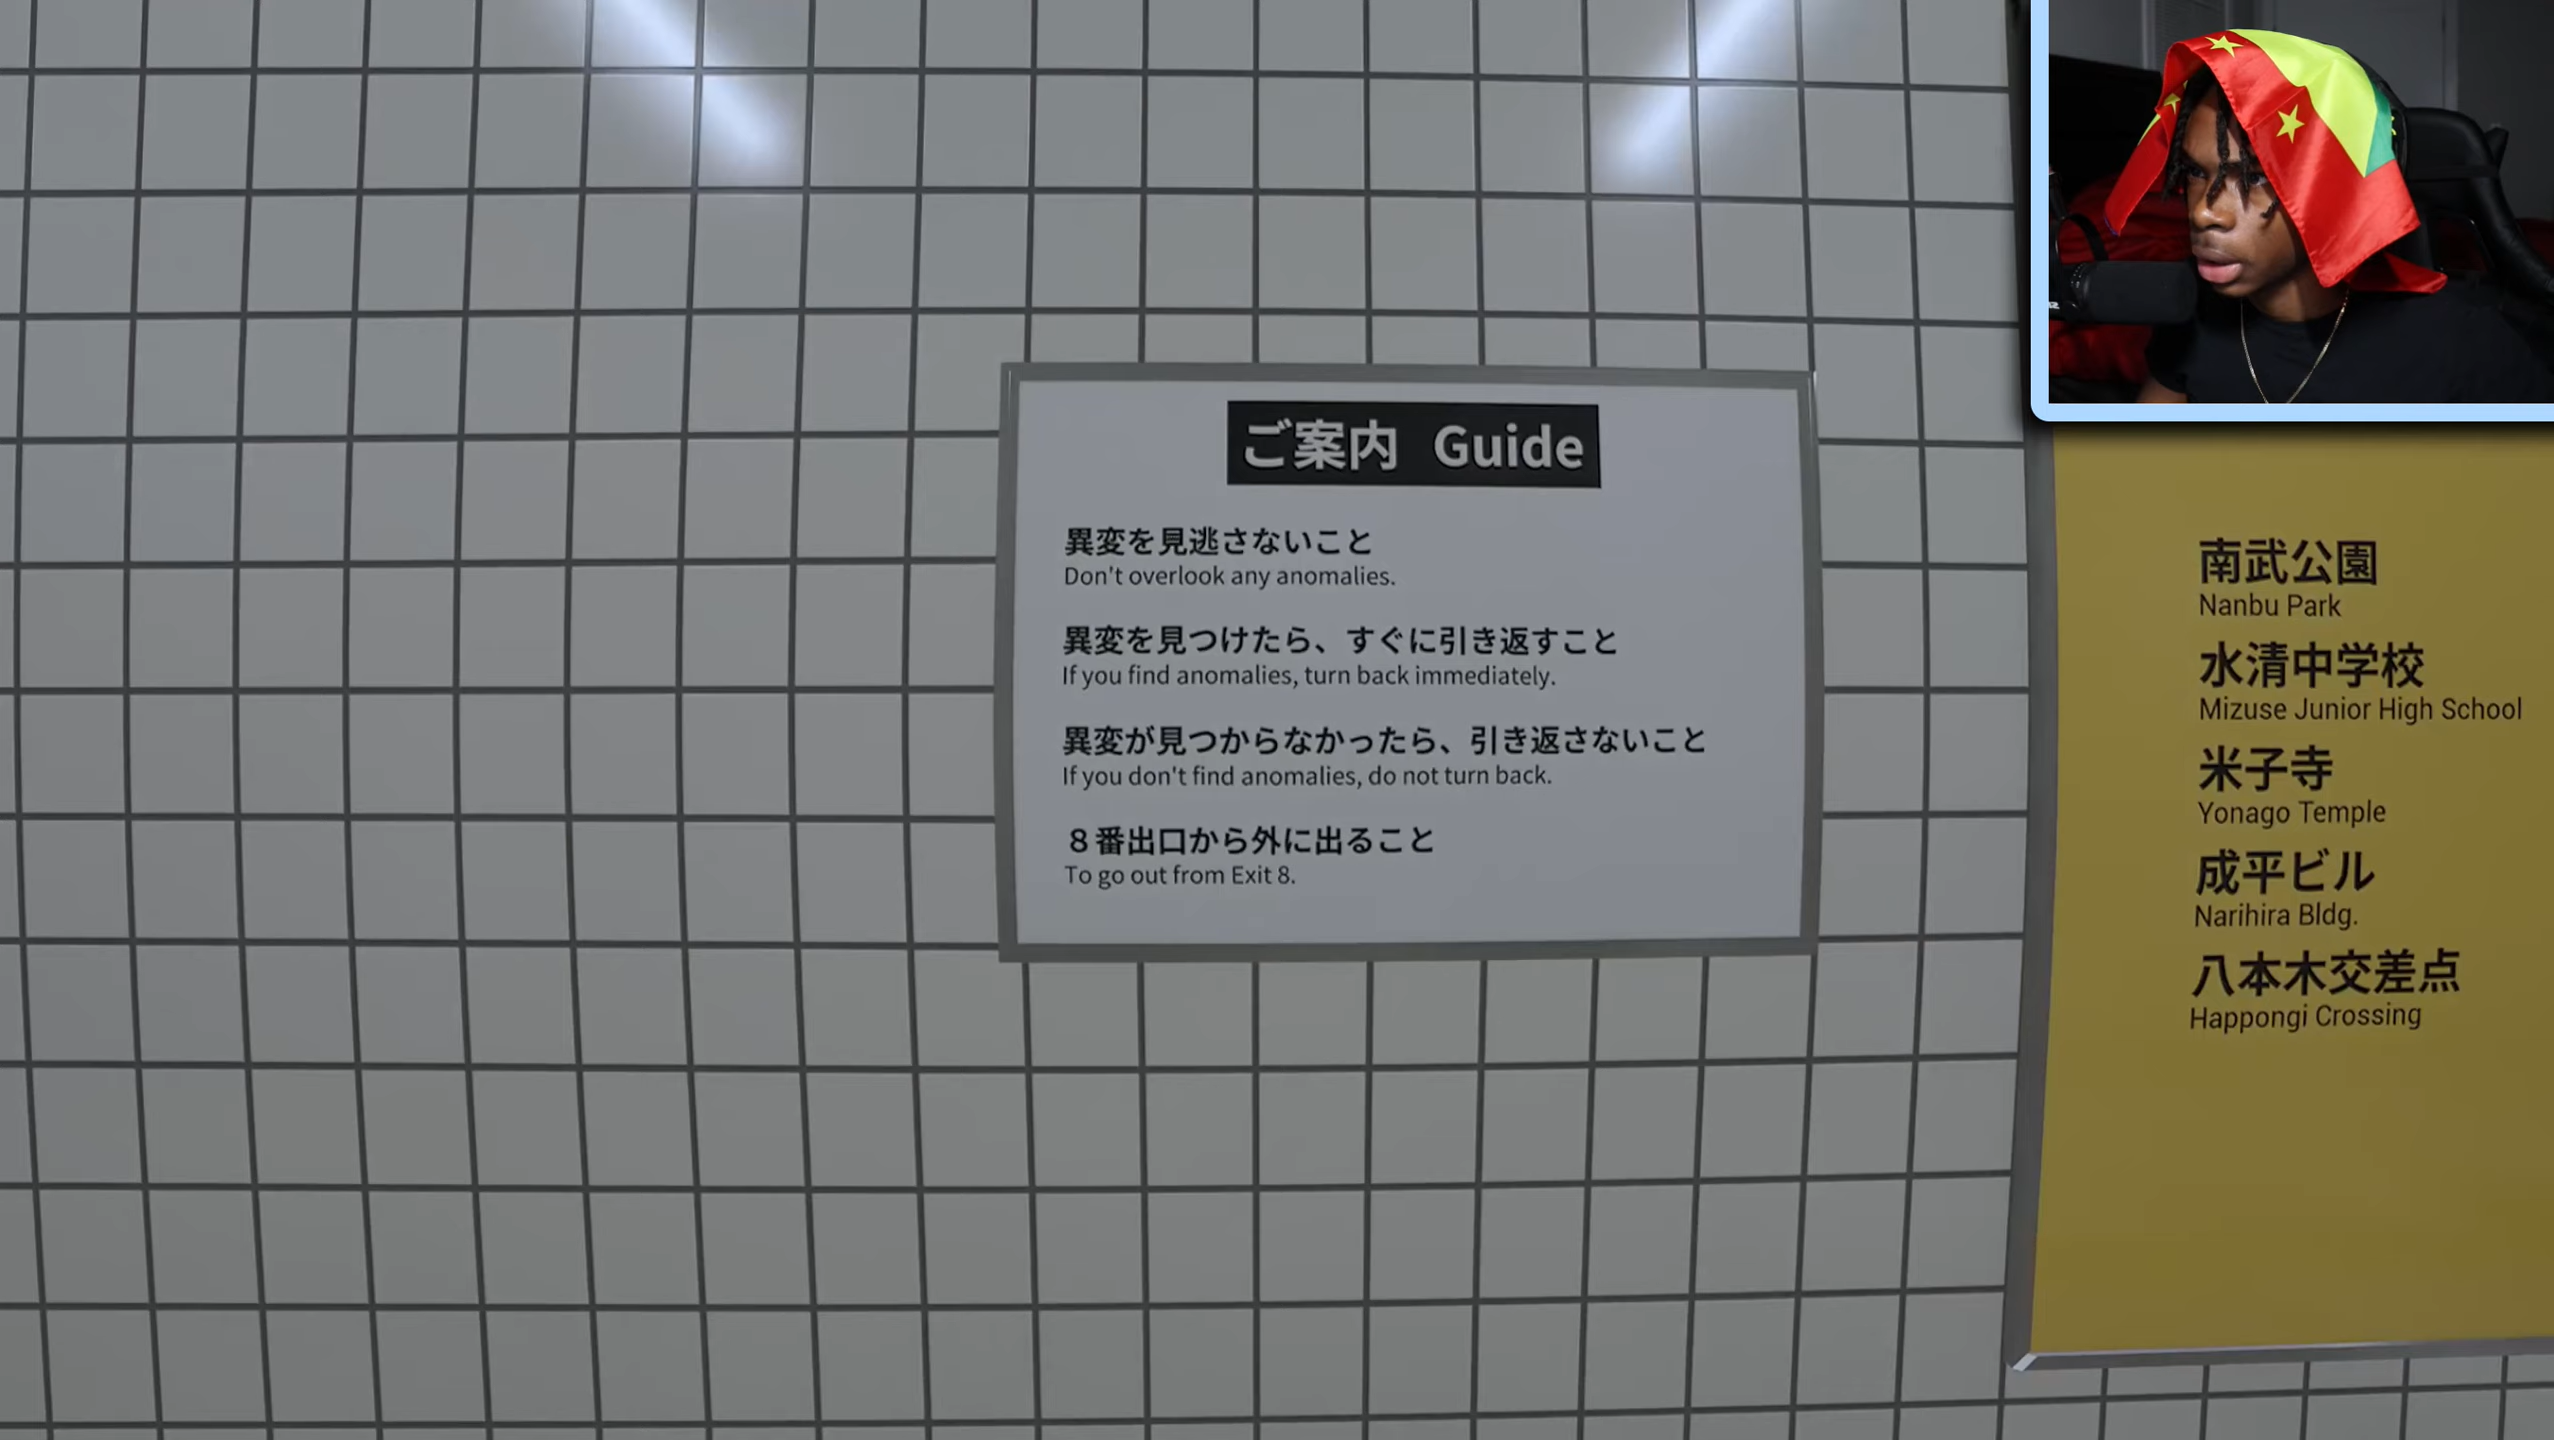 ご案内 Guide
異変を見逃さないこと
Don't overlook any anomalies.
異変を見つけたら、すぐに引き返すこと
If you find anomalies, turn back immediately.
異変が見つからなかったら、引き返さないこと
If you don't find anomalies, do not turn back.
８番出口から外に出ること
To go out from Exit 8.
南武公園
Nanbu Park
水清中学校
Mizuse Junior High School
米子寺
Yonago Temple
成平ビル
Narihira Bldg.
八本木交差点
Happongi Crossing